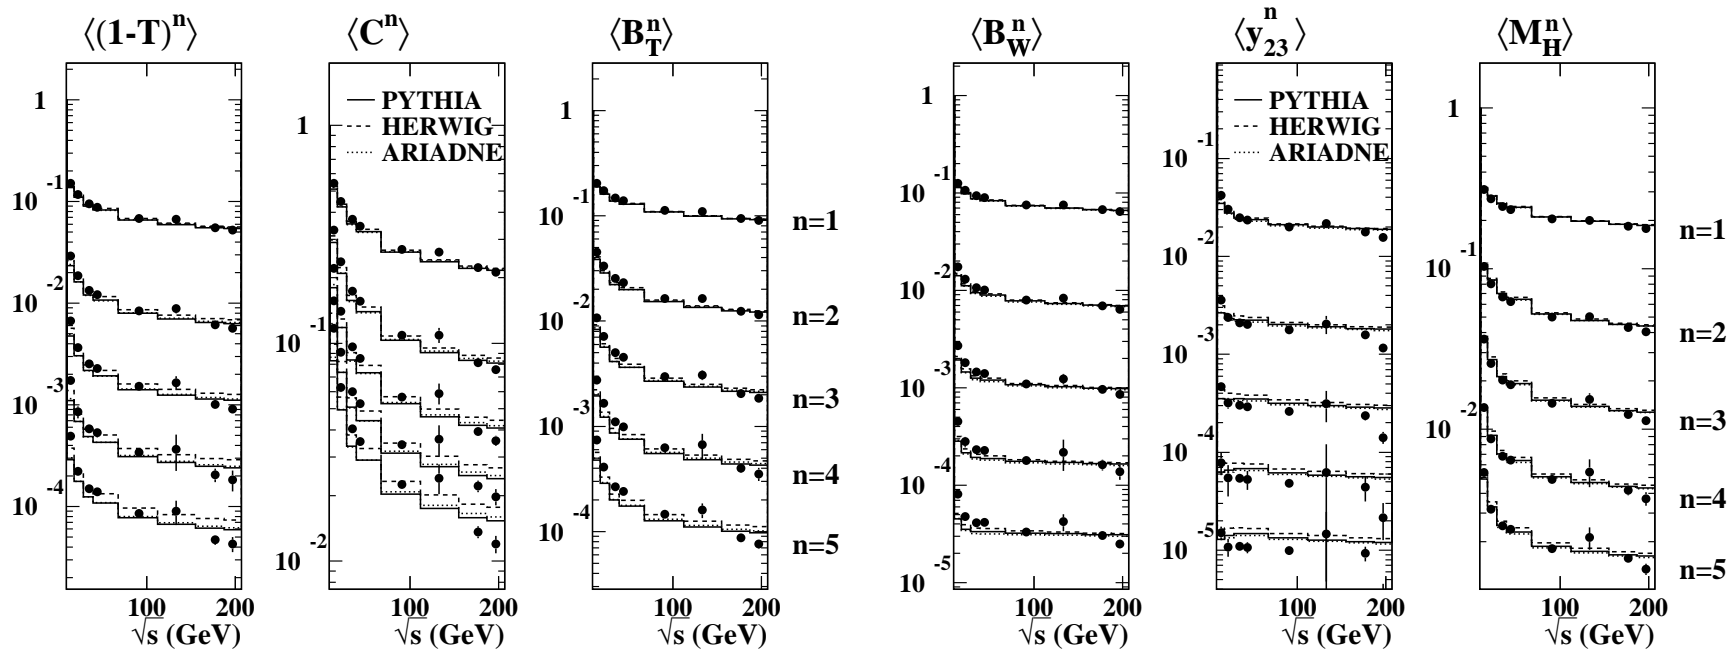 ⟨(1-T)ⁿ⟩ ⟨Cⁿ⟩ ⟨B_Tⁿ⟩ ⟨B_Wⁿ⟩ ⟨y₂₃ⁿ⟩ ⟨M_Hⁿ⟩
1
10⁻¹
10⁻²
10⁻³
10⁻⁴
100 200
√s (GeV)
PYTHIA
HERWIG
ARIADNE
1
10⁻¹
10⁻²
100 200
√s (GeV)
1
10⁻¹
10⁻²
10⁻³
10⁻⁴
100 200
√s (GeV)
n=1
n=2
n=3
n=4
n=5
1
10⁻¹
10⁻²
10⁻³
10⁻⁴
10⁻⁵
100 200
√s (GeV)
PYTHIA
HERWIG
ARIADNE
10⁻¹
10⁻²
10⁻³
10⁻⁴
10⁻⁵
100 200
√s (GeV)
1
10⁻¹
10⁻²
100 200
√s (GeV)
n=1
n=2
n=3
n=4
n=5